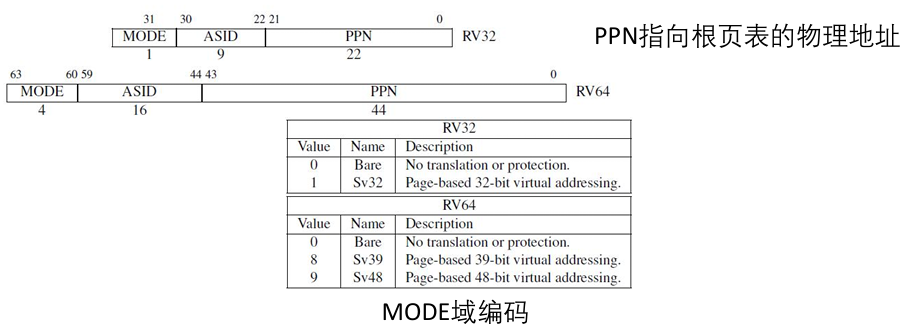 31 30 22 21 0
MODE ASID PPN RV32
1 9 22
PPN指向根页表的物理地址
63 60 59 44 43 0
MODE ASID PPN RV64
4 16 44
RV32
Value Name Description
0 Bare No translation or protection.
1 Sv32 Page-based 32-bit virtual addressing.
RV64
Value Name Description
0 Bare No translation or protection.
8 Sv39 Page-based 39-bit virtual addressing.
9 Sv48 Page-based 48-bit virtual addressing.
MODE域编码